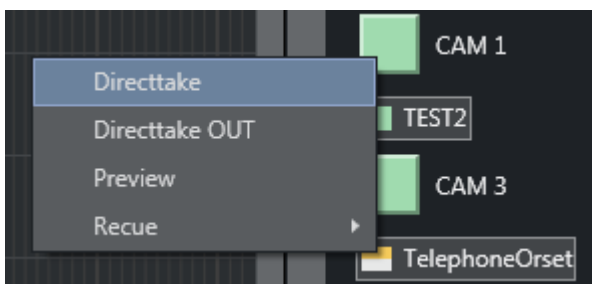 Directtake
Directtake OUT
Preview
Recue
CAM 1
TEST2
CAM 3
TelephoneOrset